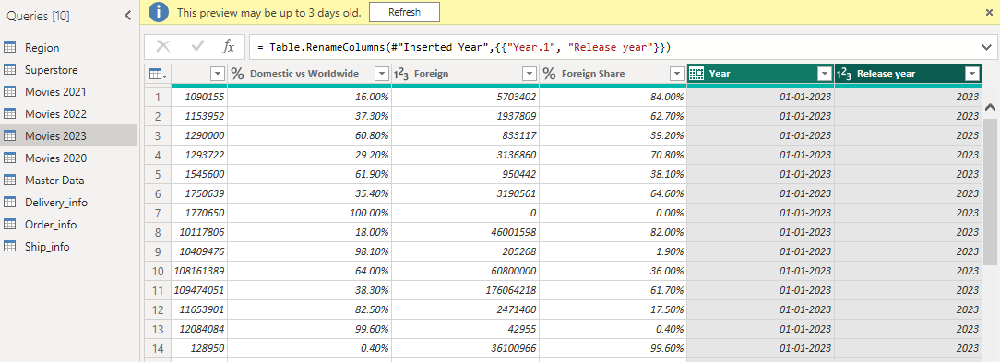 Queries [10]
This preview may be up to 3 days old.
Refresh
fx
= Table.RenameColumns(#"Inserted Year",{{"Year.1", "Release year"}})
Region
Superstore
Movies 2021
Movies 2022
Movies 2023
Movies 2020
Master Data
Delivery_info
Order_info
Ship_info
% Domestic vs Worldwide 123 Foreign % Foreign Share Year 123 Release year
1 1090155 16.00% 5703402 84.00% 01-01-2023 2023
2 1153952 37.30% 1937809 62.70% 01-01-2023 2023
3 1290000 60.80% 833117 39.20% 01-01-2023 2023
4 1293722 29.20% 3136860 70.80% 01-01-2023 2023
5 1545600 61.90% 950442 38.10% 01-01-2023 2023
6 1750639 35.40% 3190561 64.60% 01-01-2023 2023
7 1770650 100.00% 0 0.00% 01-01-2023 2023
8 10117806 18.00% 46001598 82.00% 01-01-2023 2023
9 10409476 98.10% 205268 1.90% 01-01-2023 2023
10 108161389 64.00% 60800000 36.00% 01-01-2023 2023
11 109474051 38.30% 176064218 61.70% 01-01-2023 2023
12 11653901 82.50% 2471400 17.50% 01-01-2023 2023
13 12084084 99.60% 42955 0.40% 01-01-2023 2023
14 128950 0.40% 36100966 99.60% 01-01-2023 2023